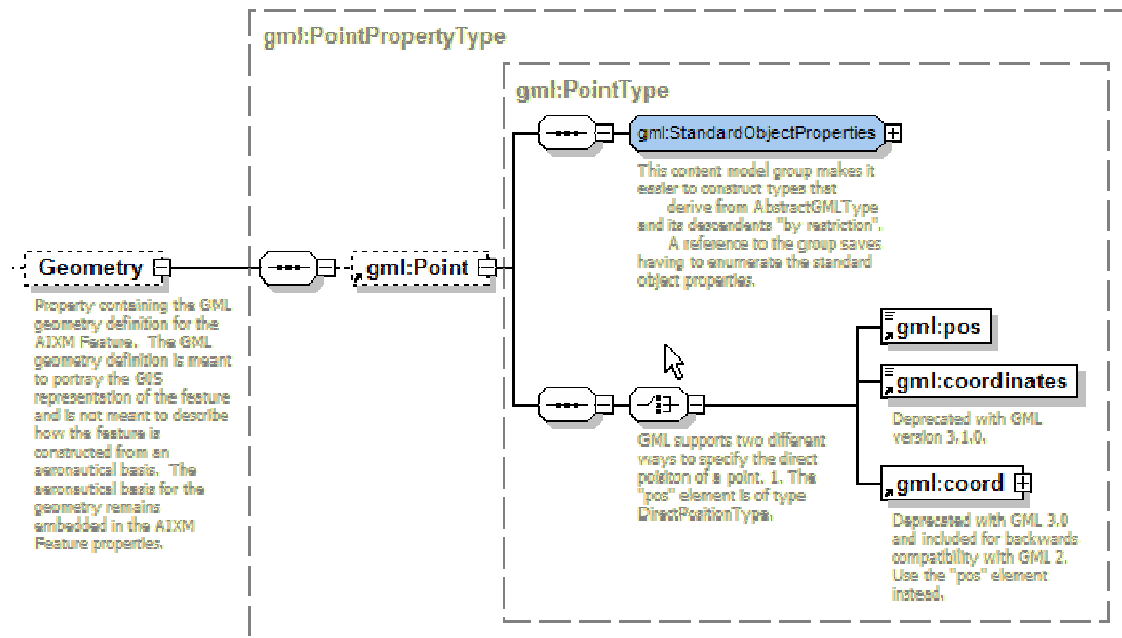 gml:PointPropertyType
gml:PointType
gml:StandardObjectProperties
This content model group makes it
easier to construct types that
derive from AbstractGMLType
and its descendents "by restriction".
A reference to the group saves
having to enumerate the standard
object properties.
Geometry
gml:Point
Property containing the GML
geometry definition for the
AIXM Feature. The GML
geometry definition is meant
to portray the GIS
representation of the feature
and is not meant to describe
how the feature is
constructed from an
aeronautical basis. The
aeronautical basis for the
geometry remains
embedded in the AIXM
Feature properties.
gml:pos
gml:coordinates
Deprecated with GML
version 3.1.0.
GML supports two different
ways to specify the direct
poisiton of a point. 1. The
"pos" element is of type
DirectPositionType.
gml:coord
Deprecated with GML 3.0
and included for backwards
compatibility with GML 2.
Use the "pos" element
instead.